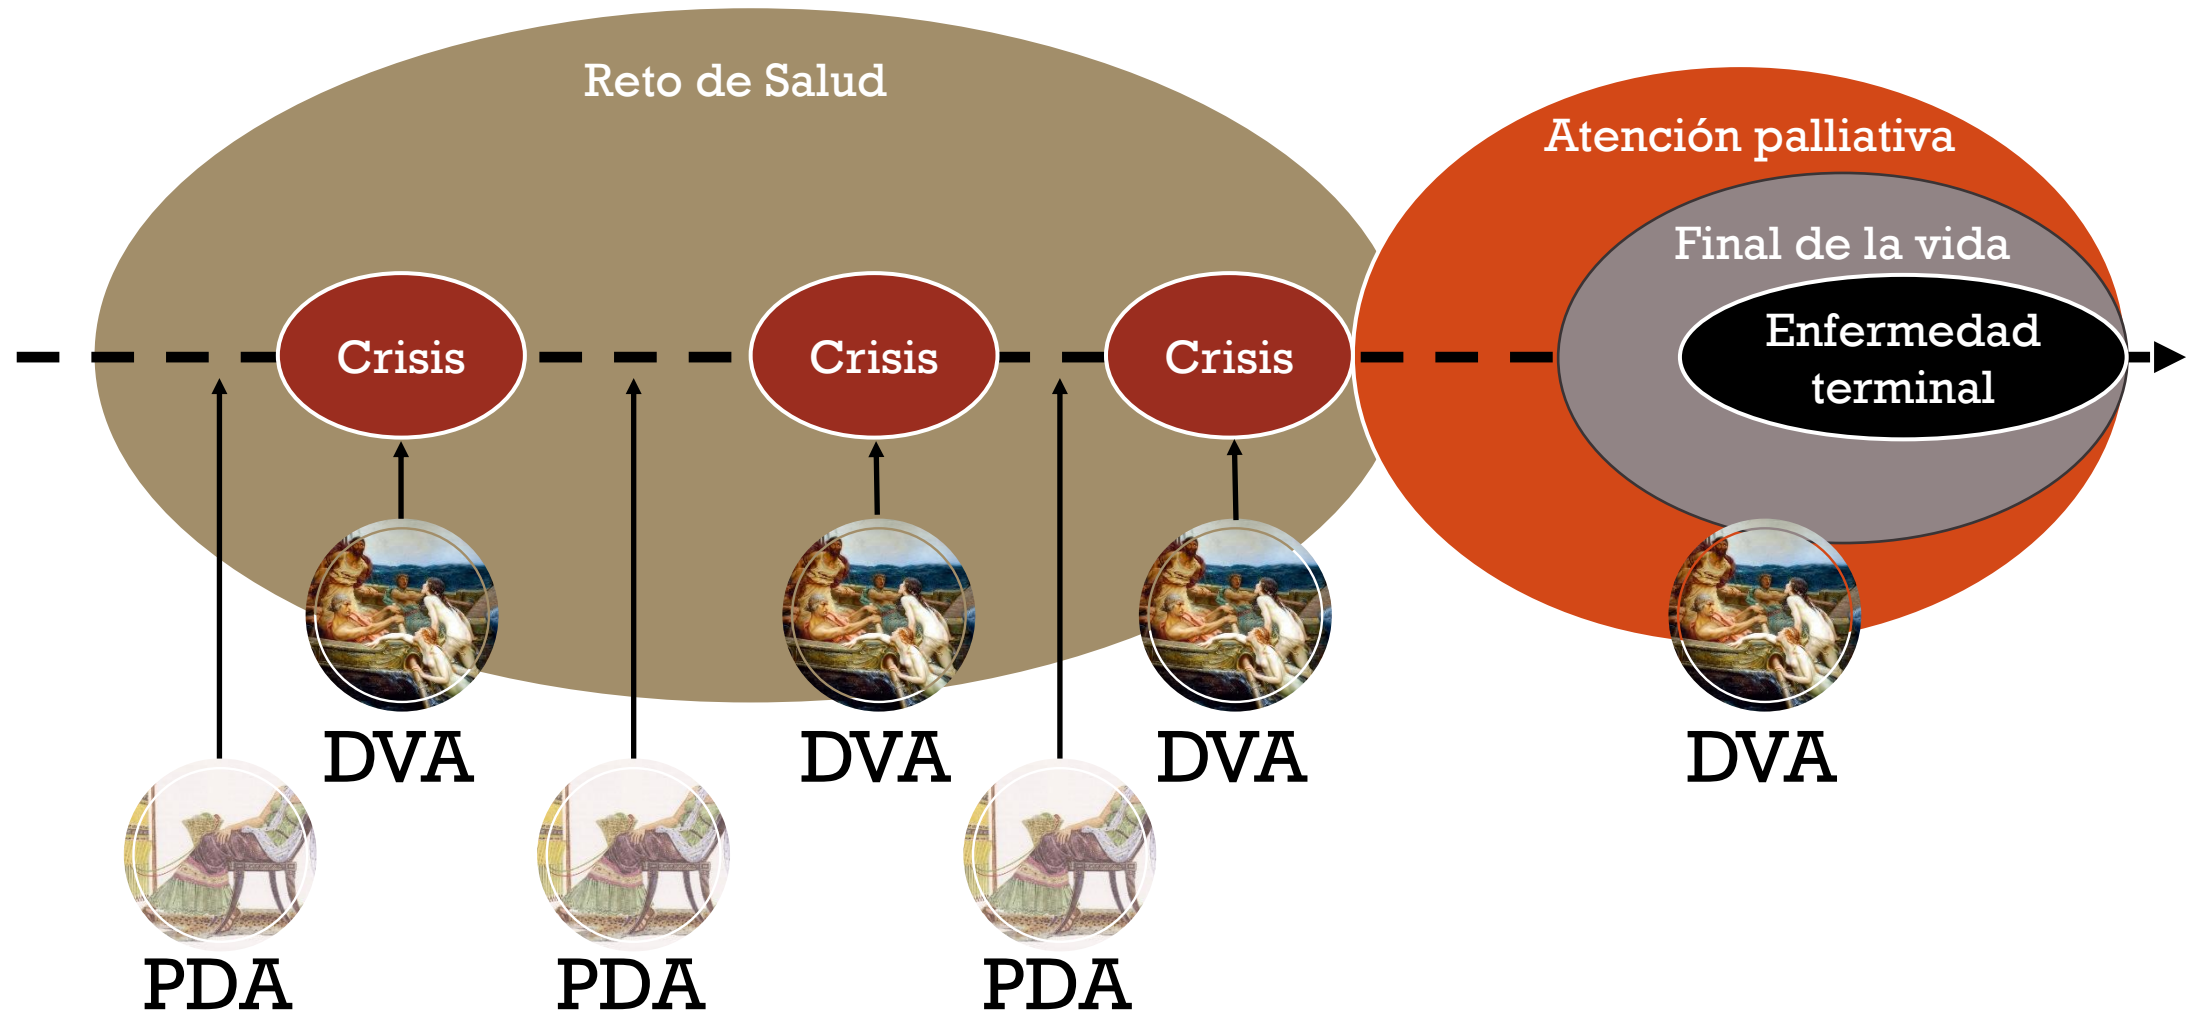 Reto de Salud
Atención palliativa
Final de la vida
Enfermedad
terminal
Crisis
Crisis
Crisis
DVA
DVA
DVA
DVA
PDA
PDA
PDA